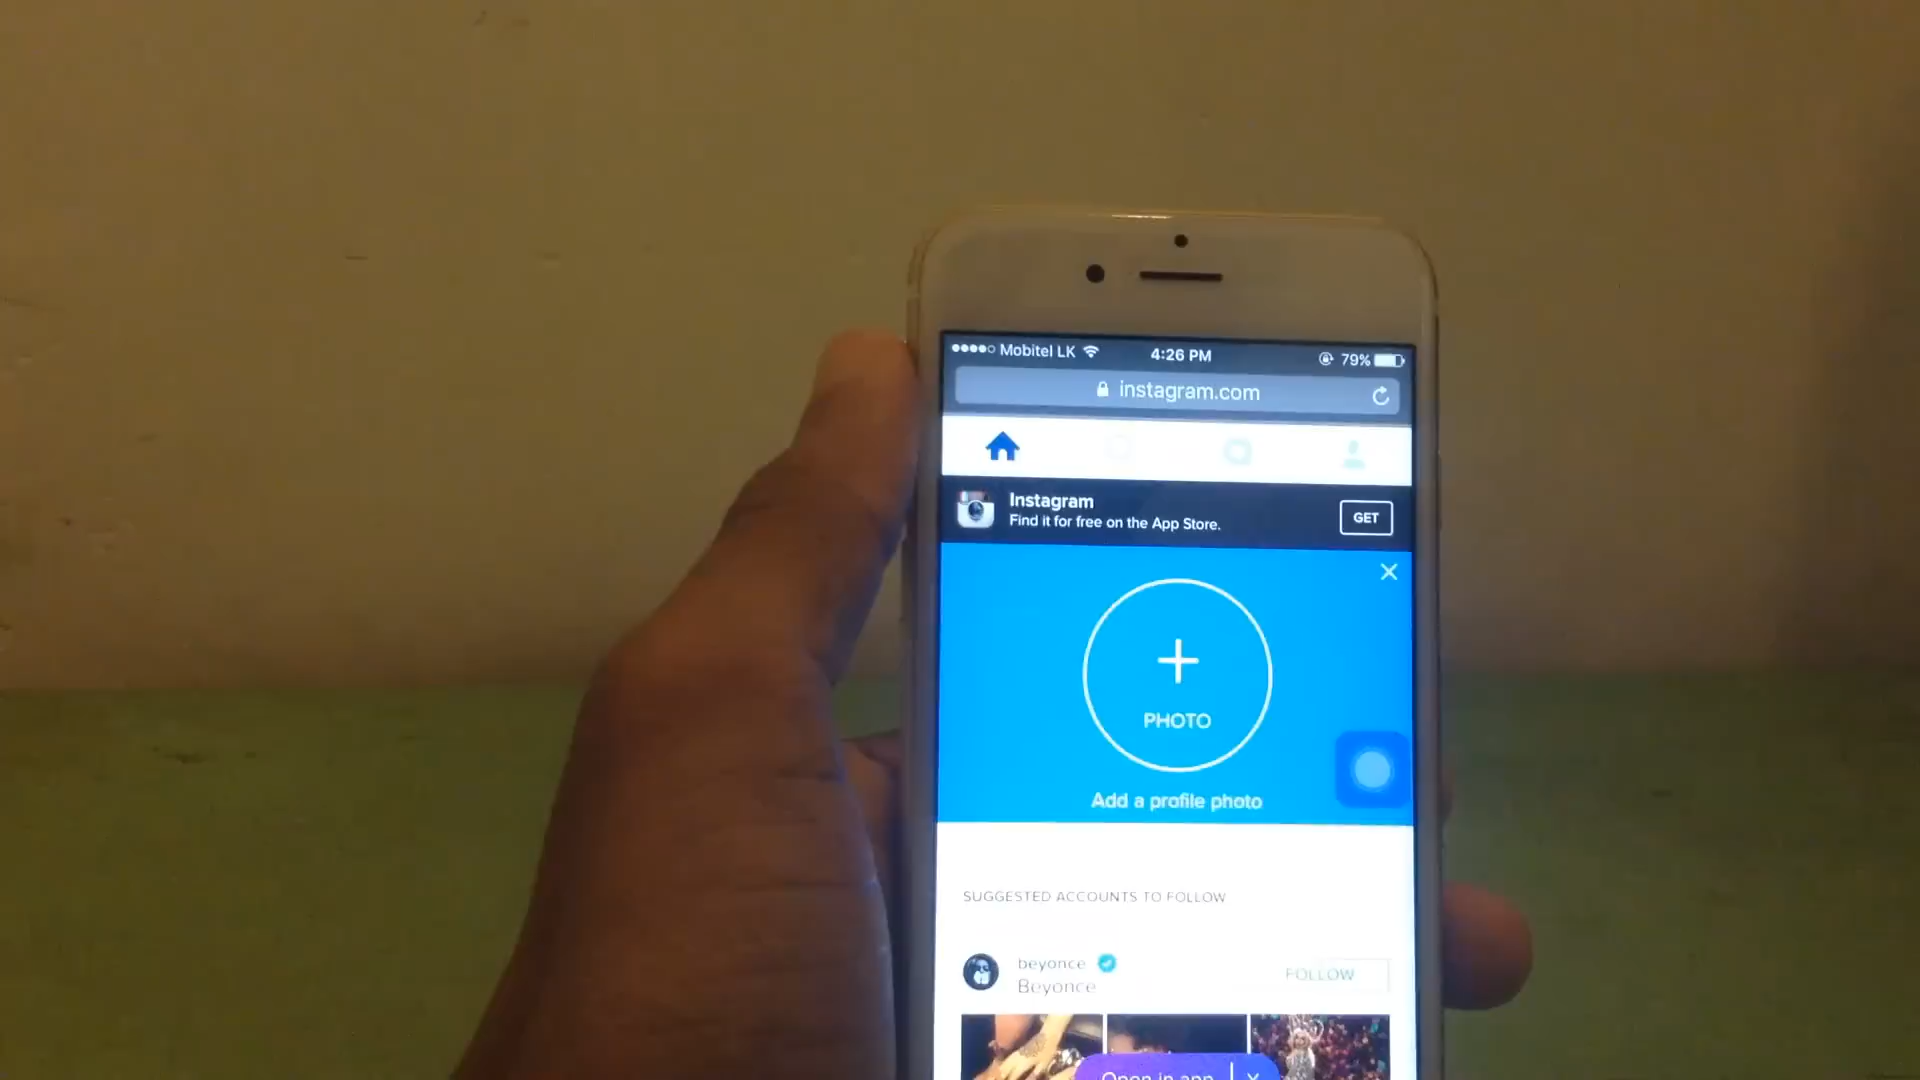 Mobitel LK 4:26 PM 79%
instagram.com
Instagram
Find it for free on the App Store.
GET
PHOTO
Add a profile photo
SUGGESTED ACCOUNTS TO FOLLOW
beyonce
Beyonce
FOLLOW
Open in app